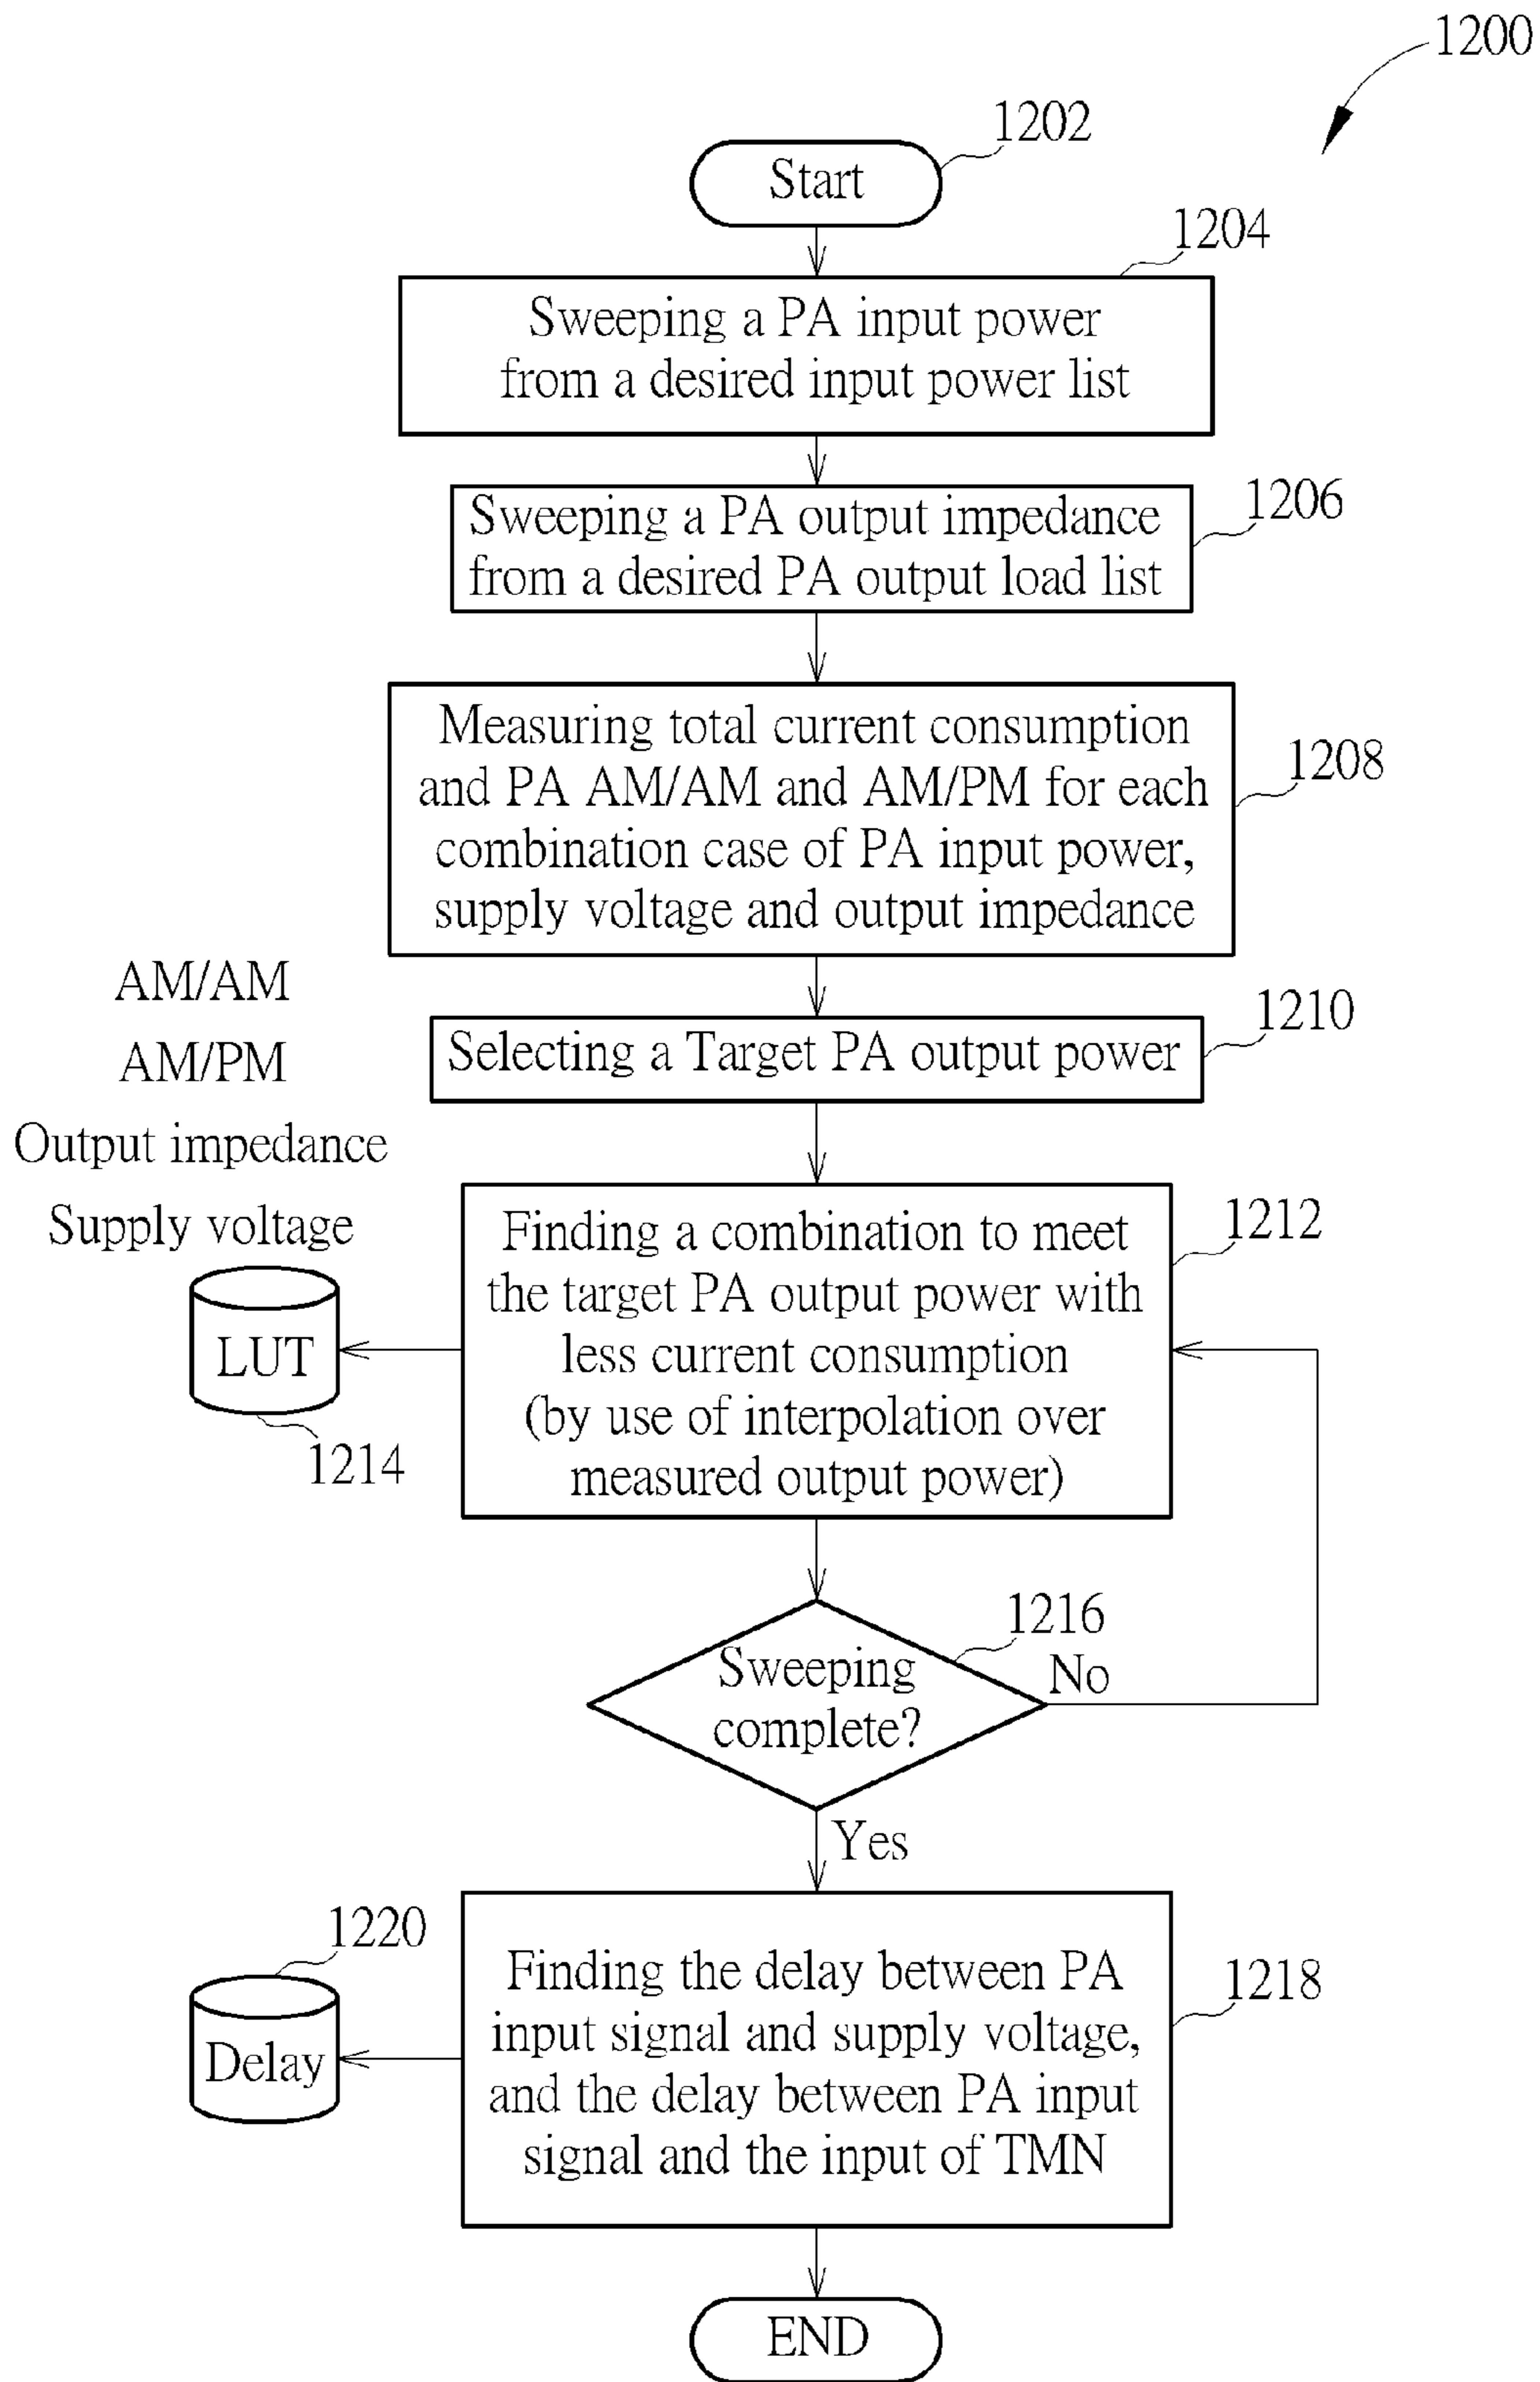 1200
1202
Start
1204
Sweeping a PA input power
from a desired input power list
1206
Sweeping a PA output impedance
from a desired PA output load list
1208
Measuring total current consumption
and PA AM/AM and AM/PM for each
combination case of PA input power,
supply voltage and output impedance
1210
Selecting a Target PA output power
AM/AM
AM/PM
Output impedance
Supply voltage
LUT
1214
1212
Finding a combination to meet
the target PA output power with
less current consumption
(by use of interpolation over
measured output power)
1216
Sweeping
complete?
No
Yes
1220
Delay
1218
Finding the delay between PA
input signal and supply voltage,
and the delay between PA input
signal and the input of TMN
END